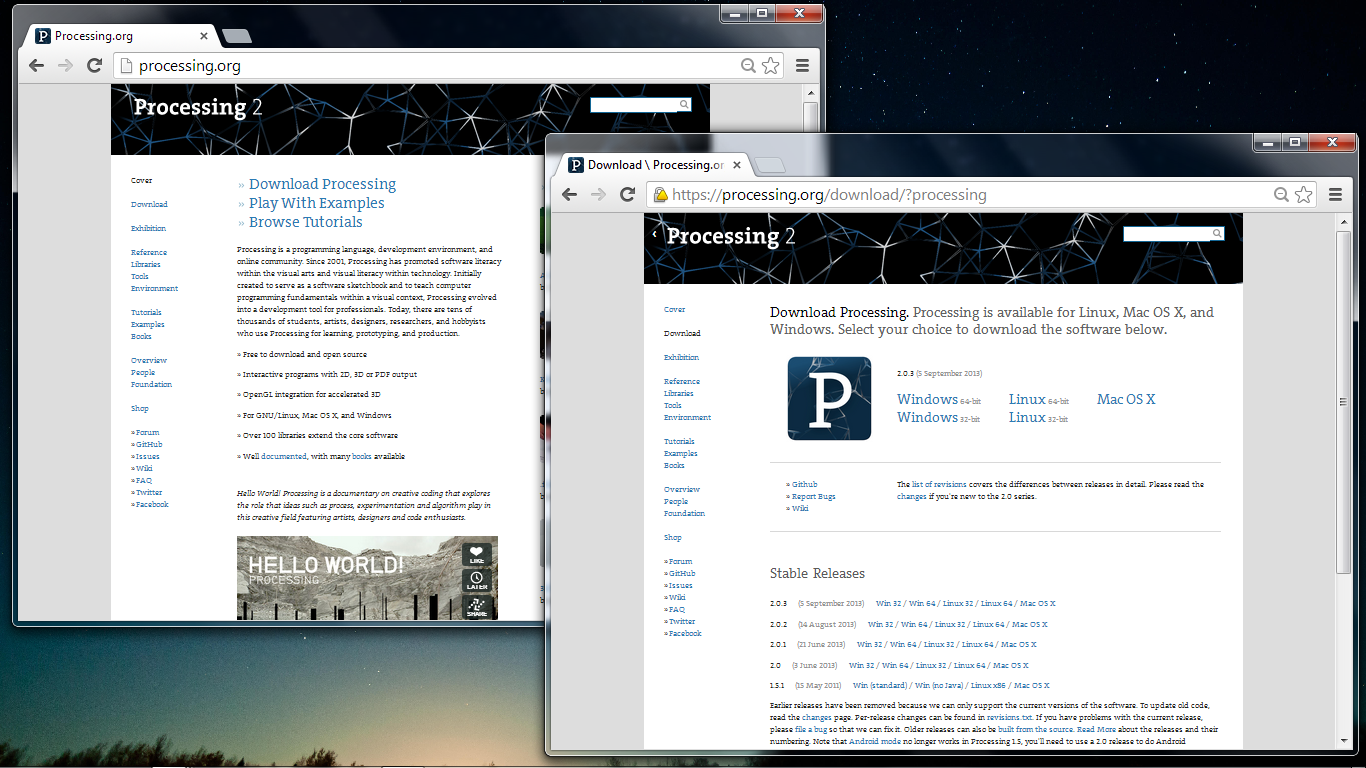 Processing.org
processing.org
Processing 2
Cover
Download
Exhibition
Reference
Libraries
Tools
Environment
Tutorials
Examples
Books
Overview
People
Foundation
Shop
» Forum
» GitHub
» Issues
» Wiki
» FAQ
» Twitter
» Facebook
» Download Processing
» Play With Examples
» Browse Tutorials
Processing is a programming language, development environment, and
online community. Since 2001, Processing has promoted software literacy
within the visual arts and visual literacy within technology. Initially
created to serve as a software sketchbook and to teach computer
programming fundamentals within a visual context, Processing evolved
into a development tool for professionals. Today, there are tens of
thousands of students, artists, designers, researchers, and hobbyists
who use Processing for learning, prototyping, and production.
» Free to download and open source
» Interactive programs with 2D, 3D or PDF output
» OpenGL integration for accelerated 3D
» For GNU/Linux, Mac OS X, and Windows
» Over 100 libraries extend the core software
» Well documented, with many books available
Hello World! Processing is a documentary on creative coding that explores
the role that ideas such as process, experimentation and algorithm play in
this creative field featuring artists, designers and code enthusiasts.
HELLO WORLD!
PROCESSING
LIKE
LATER
SHARE
Download \ Processing.or
https://processing.org/download/?processing
Processing 2
Cover
Download
Exhibition
Reference
Libraries
Tools
Environment
Tutorials
Examples
Books
Overview
People
Foundation
Shop
» Forum
» GitHub
» Issues
» Wiki
» FAQ
» Twitter
» Facebook
Download Processing. Processing is available for Linux, Mac OS X, and
Windows. Select your choice to download the software below.
P
2.0.3 (5 September 2013)
Windows 64-bit Linux 64-bit Mac OS X
Windows 32-bit Linux 32-bit
» Github
» Report Bugs
» Wiki
The list of revisions covers the differences between releases in detail. Please read the
changes if you're new to the 2.0 series.
Stable Releases
2.0.3 (5 September 2013) Win 32 / Win 64 / Linux 32 / Linux 64 / Mac OS X
2.0.2 (14 August 2013) Win 32 / Win 64 / Linux 32 / Linux 64 / Mac OS X
2.0.1 (21 June 2013) Win 32 / Win 64 / Linux 32 / Linux 64 / Mac OS X
2.0 (3 June 2013) Win 32 / Win 64 / Linux 32 / Linux 64 / Mac OS X
1.5.1 (15 May 2011) Win (standard) / Win (no Java) / Linux x86 / Mac OS X
Earlier releases have been removed because we can only support the current versions of the software. To update old code,
read the changes page. Per-release changes can be found in revisions.txt. If you have problems with the current release,
please file a bug so that we can fix it. Older releases can also be built from the source. Read More about the releases and their
numbering. Note that Android mode no longer works in Processing 1.5, you'll need to use a 2.0 release to do Android